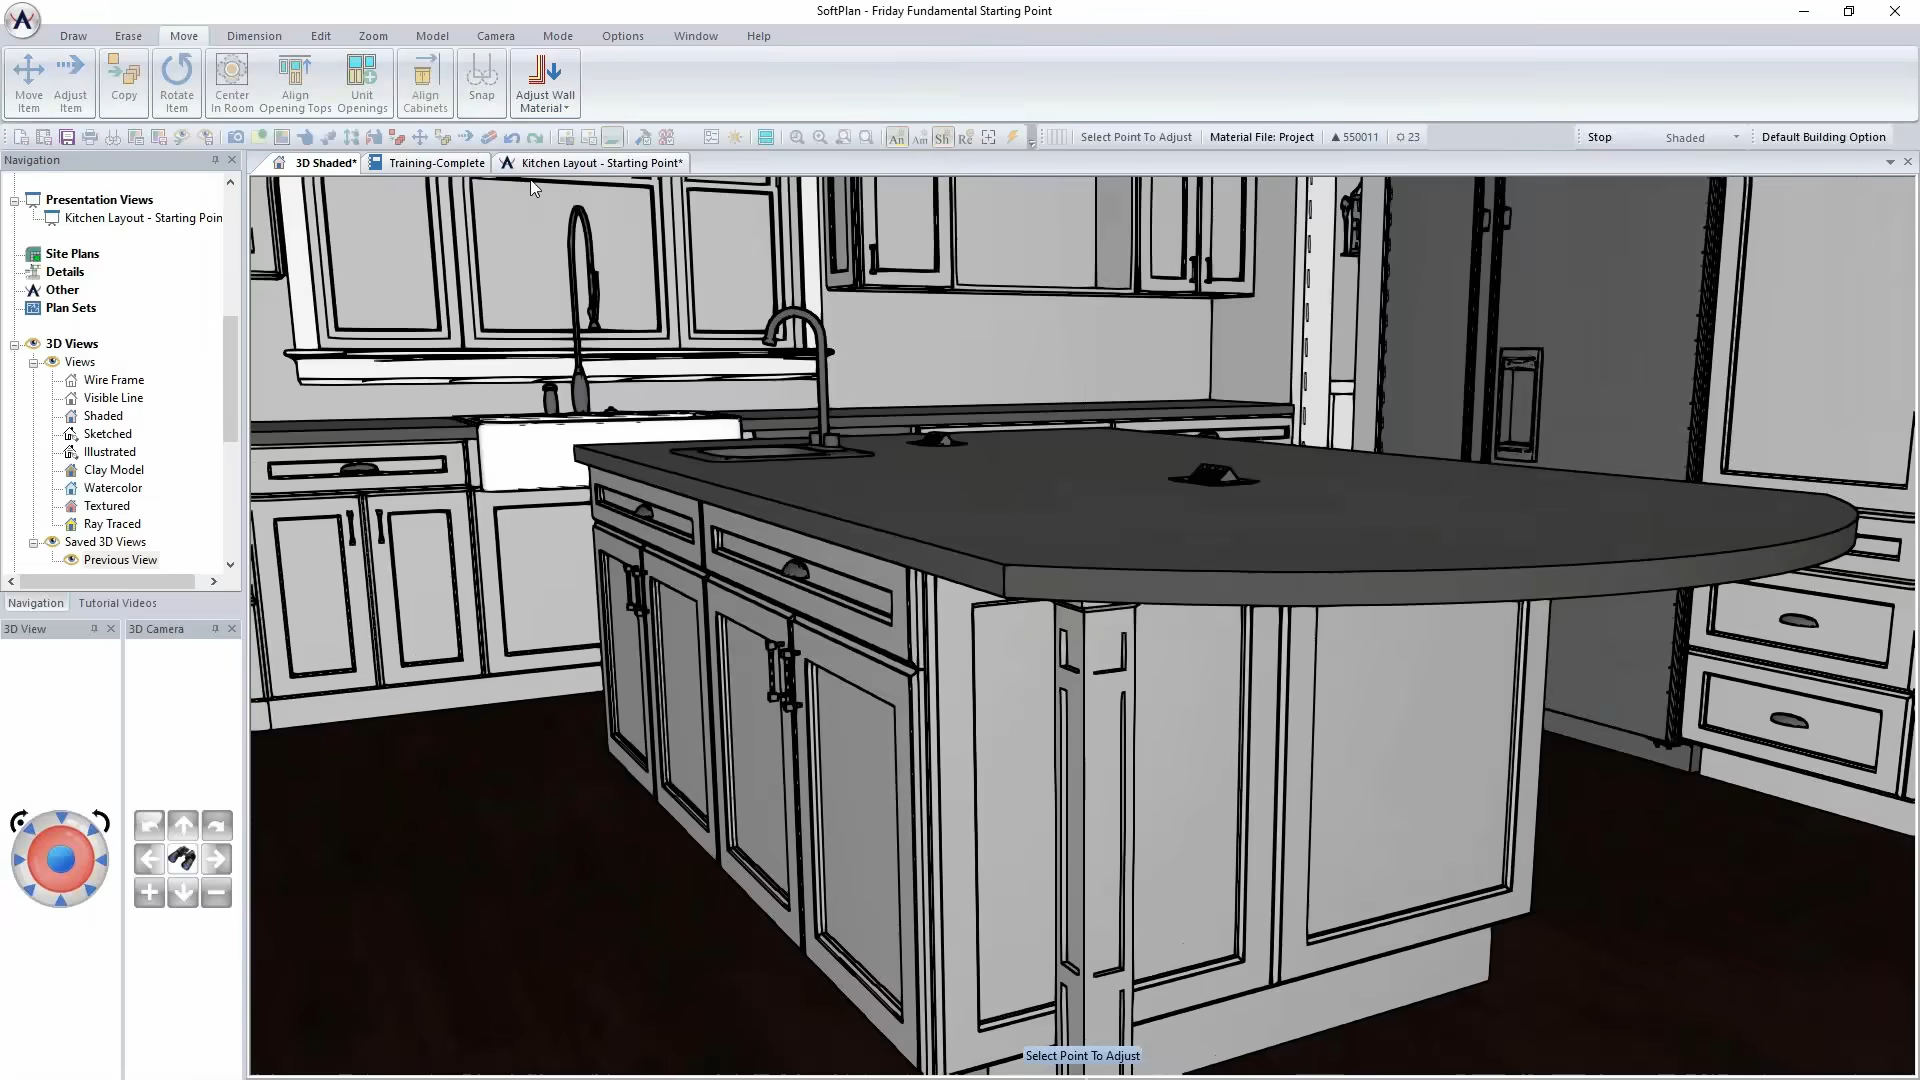 SoftPlan - Friday Fundamental Starting Point
Draw Erase Move Dimension Edit Zoom Model Camera Mode Options Window Help
Move Item
Adjust Item
Copy
Rotate Item
Center In Room
Align Opening Tops
Unit Openings
Align Cabinets
Snap
Adjust Wall Material
An Am Sh Re
Select Point To Adjust Material File: Project 550011 23 Stop Shaded Default Building Option
Navigation
3D Shaded* Training-Complete Kitchen Layout - Starting Point*
Presentation Views
Kitchen Layout - Starting Poin
Site Plans
Details
Other
Plan Sets
3D Views
Views
Wire Frame
Visible Line
Shaded
Sketched
Illustrated
Clay Model
Watercolor
Textured
Ray Traced
Saved 3D Views
Previous View
Navigation Tutorial Videos
3D View 3D Camera
Select Point To Adjust